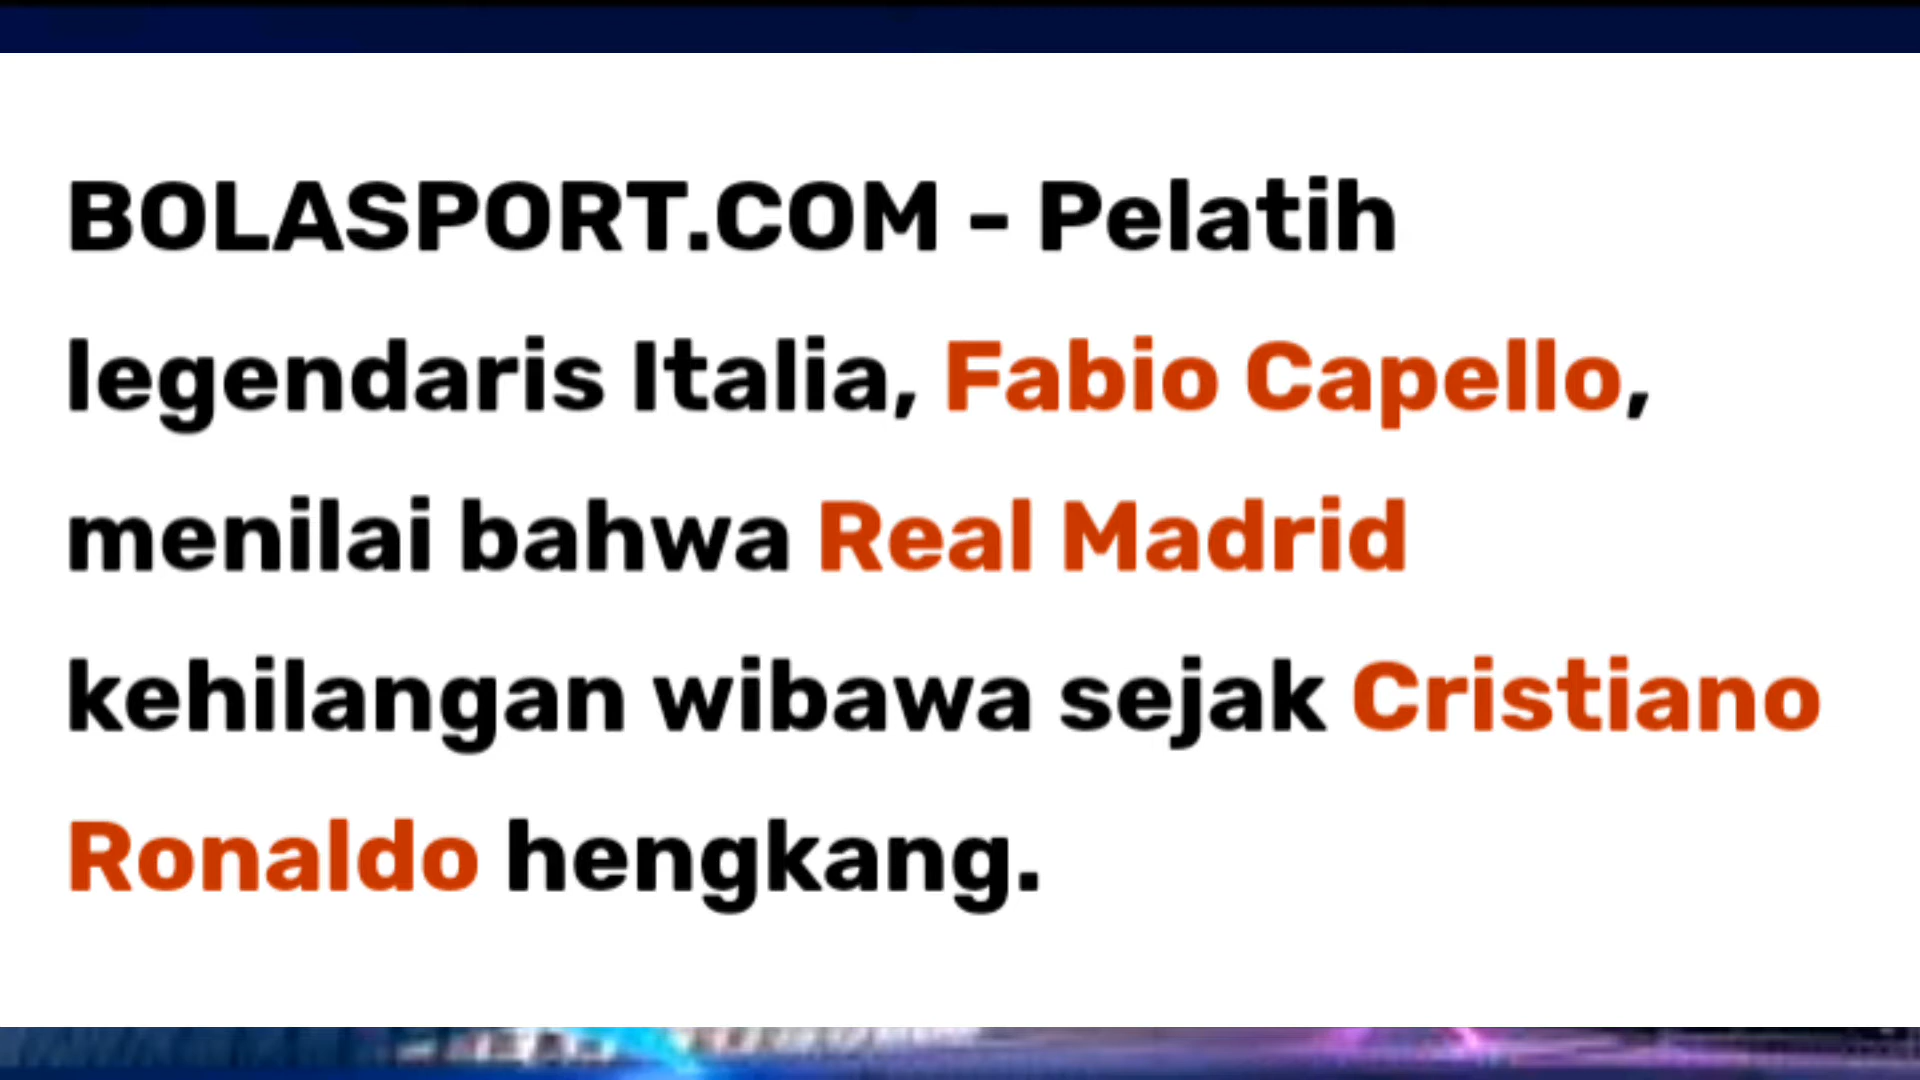 BOLASPORT.COM - Pelatih
legendaris Italia, Fabio Capello,
menilai bahwa Real Madrid
kehilangan wibawa sejak Cristiano
Ronaldo hengkang.